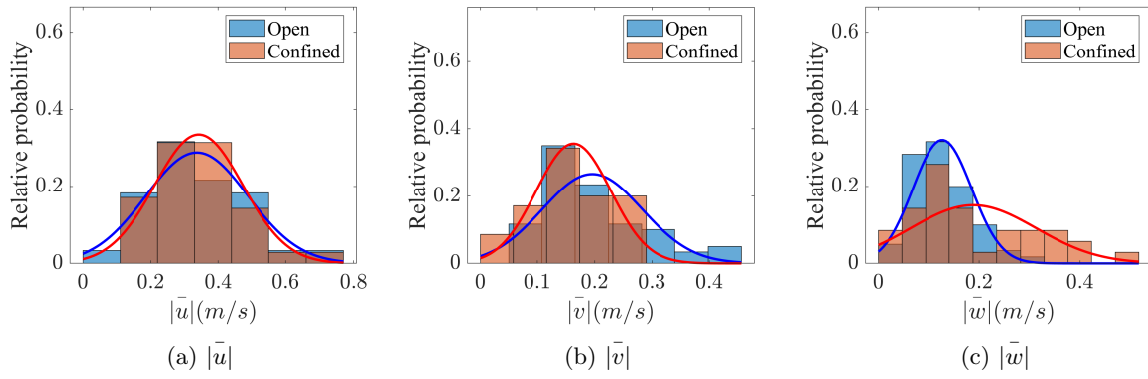 0.6
0.4
0.2
0
Relative probability
Open
Confined
0 0.2 0.4 0.6 0.8
|ū|(m/s)
(a) |ū|
0.8
0.6
0.4
0.2
0
Relative probability
Open
Confined
0 0.1 0.2 0.3 0.4
|v̄|(m/s)
(b) |v̄|
0.6
0.4
0.2
0
Relative probability
Open
Confined
0 0.2 0.4
|w̄|(m/s)
(c) |w̄|